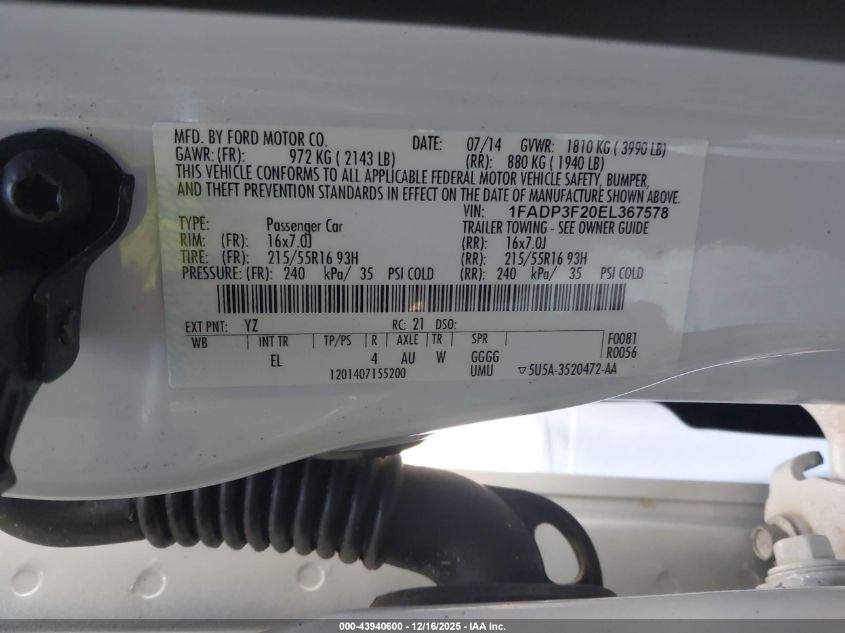 MFD. BY FORD MOTOR CO. DATE: 07/14 GVWR: 1810 KG ( 3990 LB)
GAWR: (FR): 972 KG ( 2143 LB) (RR): 880 KG ( 1940 LB)
THIS VEHICLE CONFORMS TO ALL APPLICABLE FEDERAL MOTOR VEHICLE SAFETY, BUMPER,
AND THEFT PREVENTION STANDARDS IN EFFECT ON THE DATE OF MANUFACTURE SHOWN ABOVE.
VIN: 1FADP3F20EL367578
TYPE: Passenger Car TRAILER TOWING - SEE OWNER GUIDE
RIM: (FR): 16x7.0J (RR): 16x7.0J
TIRE: (FR): 215/55R16 93H (RR): 215/55R16 93H
PRESSURE: (FR): 240 kPa/ 35 PSI COLD (RR): 240 kPa/ 35 PSI COLD
EXT PNT: YZ RC: 21 DSO:
WB INT TR TP/PS R AXLE TR SPR F0081
EL 4 AU W GGGG R0056
1201407155200 UMU ▽5U5A-3520472-AA
000-43940600 - 12/16/2025 - IAA Inc.